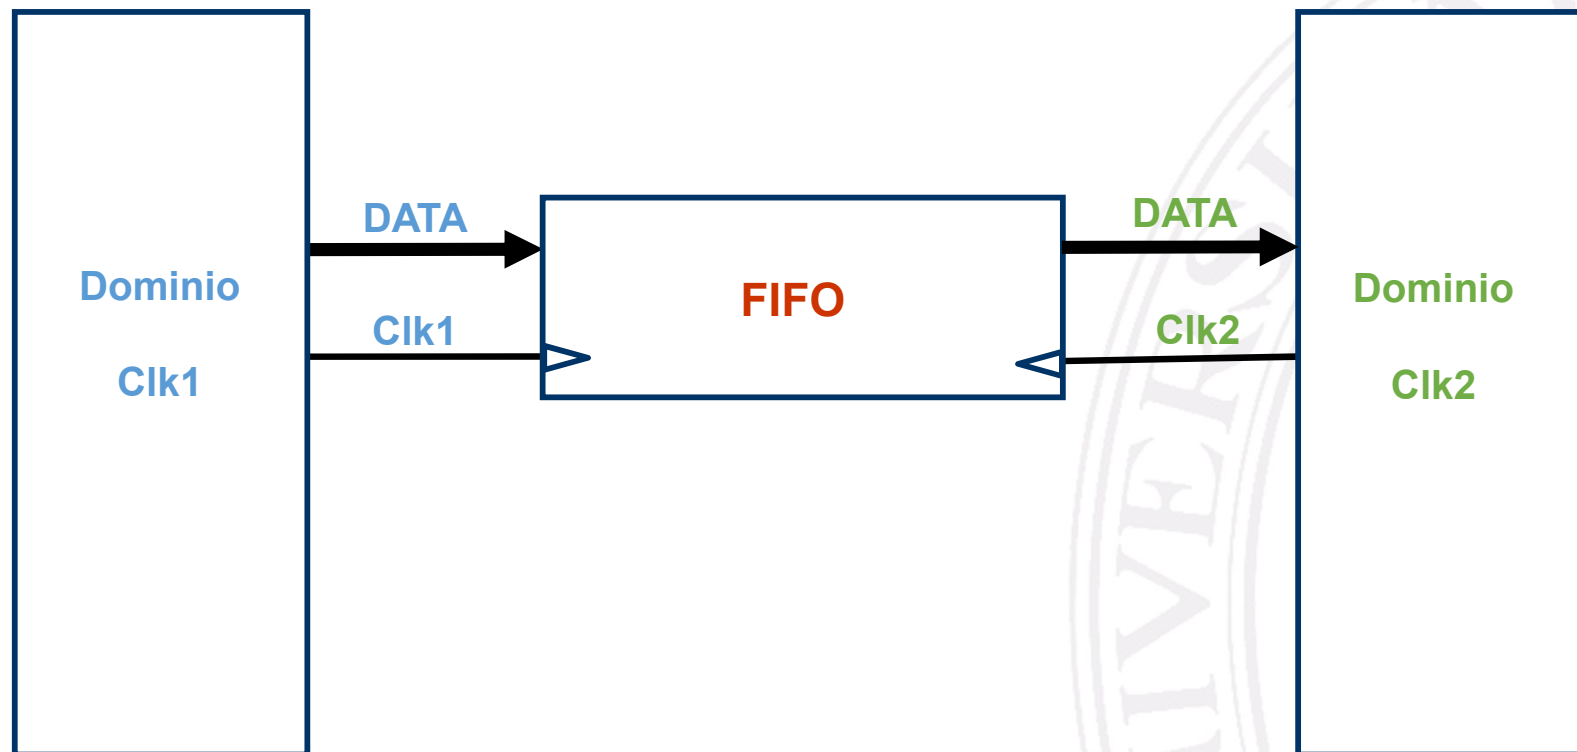 Dominio
Clk1
DATA
Clk1
FIFO
DATA
Clk2
Dominio
Clk2